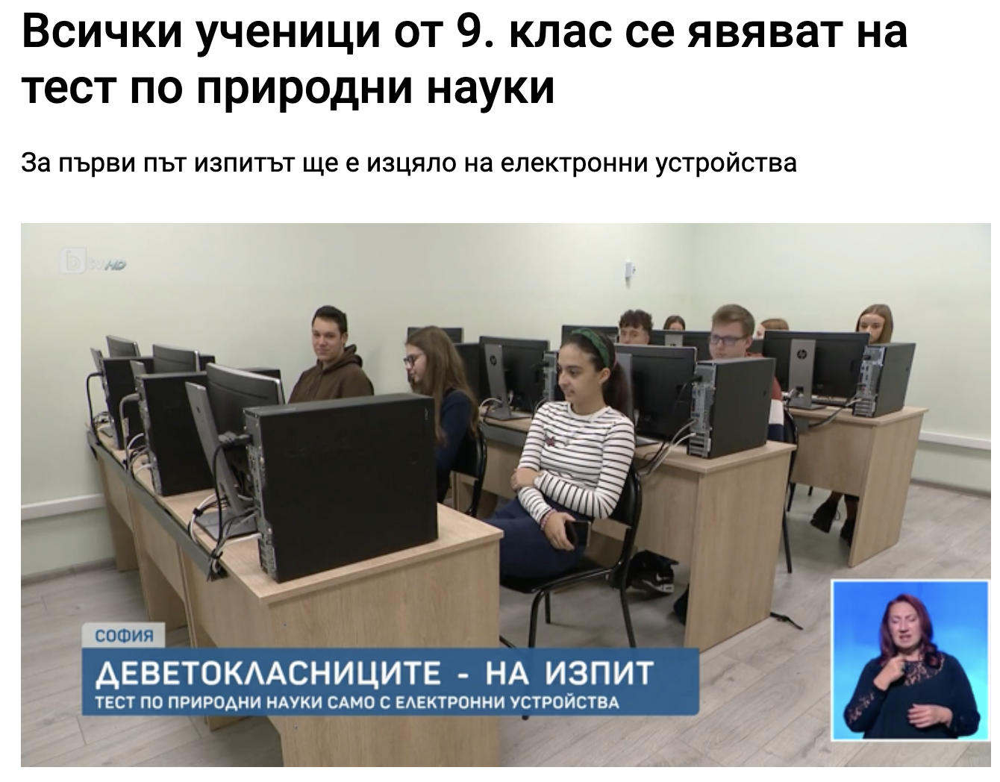 Всички ученици от 9. клас се явяват на
тест по природни науки
За първи път изпитът ще е изцяло на електронни устройства
btv HD
СОФИЯ
ДЕВЕТОКЛАСНИЦИТЕ - НА ИЗПИТ
ТЕСТ ПО ПРИРОДНИ НАУКИ САМО С ЕЛЕКТРОННИ УСТРОЙСТВА